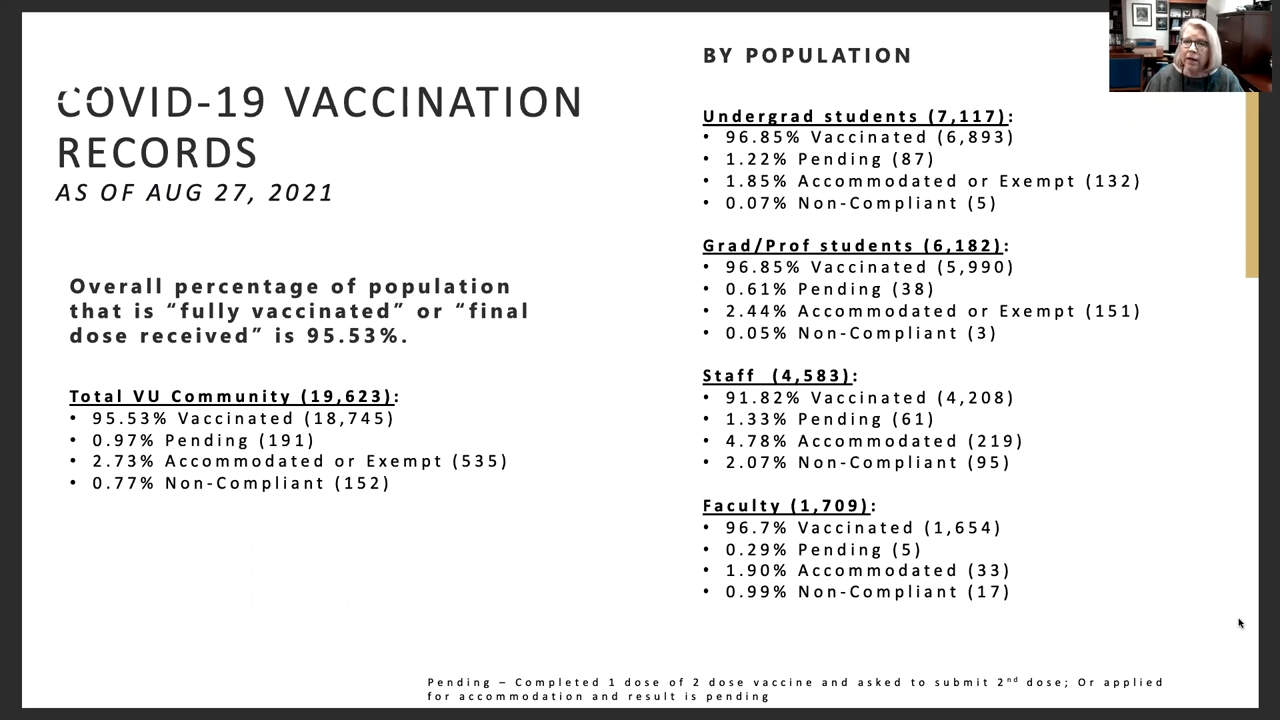 COVID-19 VACCINATION
RECORDS
AS OF AUG 27, 2021
Overall percentage of population
that is “fully vaccinated” or “final
dose received” is 95.53%.
Total VU Community (19,623):
• 95.53% Vaccinated (18,745)
• 0.97% Pending (191)
• 2.73% Accommodated or Exempt (535)
• 0.77% Non-Compliant (152)
BY POPULATION
Undergrad students (7,117):
• 96.85% Vaccinated (6,893)
• 1.22% Pending (87)
• 1.85% Accommodated or Exempt (132)
• 0.07% Non-Compliant (5)
Grad/Prof students (6,182):
• 96.85% Vaccinated (5,990)
• 0.61% Pending (38)
• 2.44% Accommodated or Exempt (151)
• 0.05% Non-Compliant (3)
Staff (4,583):
• 91.82% Vaccinated (4,208)
• 1.33% Pending (61)
• 4.78% Accommodated (219)
• 2.07% Non-Compliant (95)
Faculty (1,709):
• 96.7% Vaccinated (1,654)
• 0.29% Pending (5)
• 1.90% Accommodated (33)
• 0.99% Non-Compliant (17)
Pending – Completed 1 dose of 2 dose vaccine and asked to submit 2nd dose; Or applied
for accommodation and result is pending